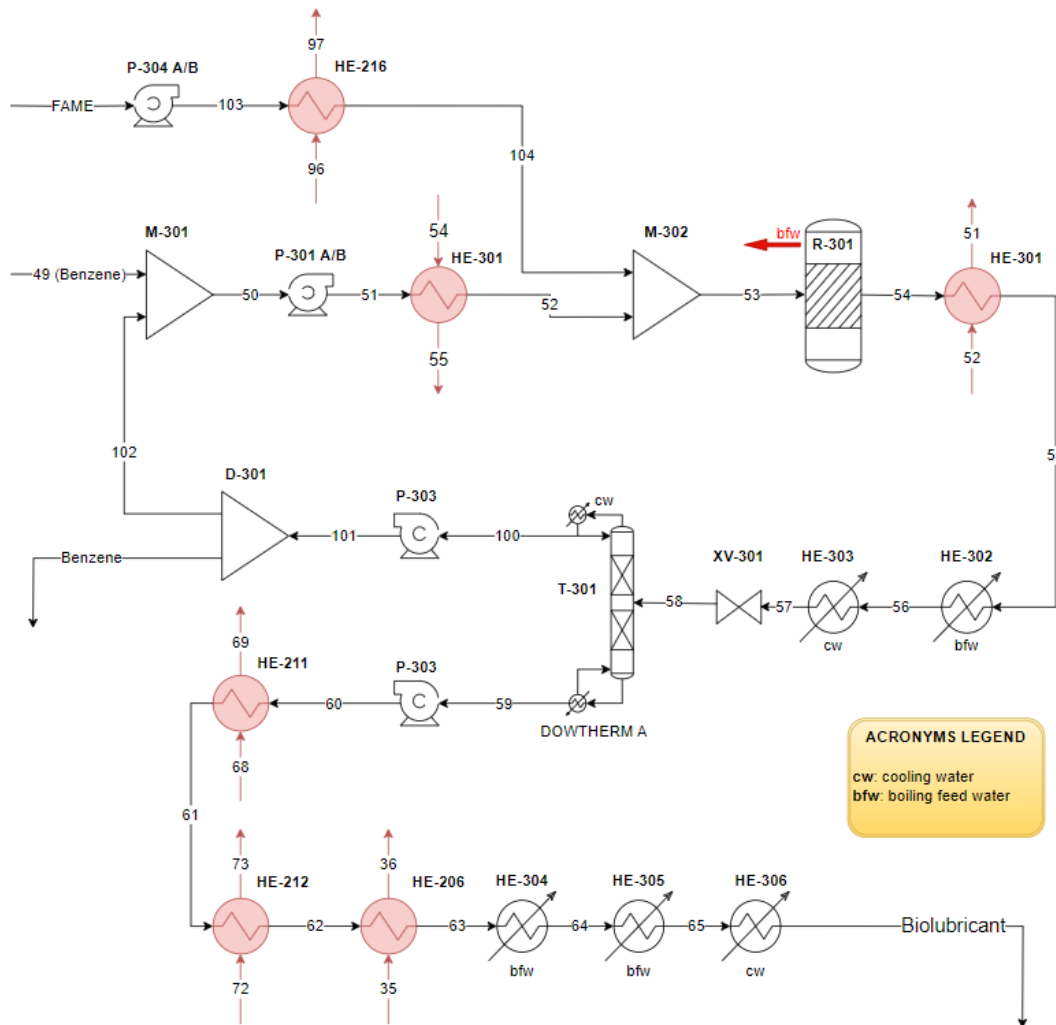 97
P-304 A/B
HE-216
FAME
103
104
96
M-301
54
P-301 A/B
HE-301
M-302
bfw
R-301
51
HE-301
49 (Benzene)
50
51
52
53
54
55
52
102
5
D-301
P-303
cw
C
101
100
Benzene
T-301
XV-301
HE-303
HE-302
58
57
56
cw
bfw
69
HE-211
P-303
C
60
59
DOWTHERM A
68
61
ACRONYMS LEGEND
cw: cooling water
bfw: boiling feed water
73
HE-212
36
HE-206
HE-304
HE-305
HE-306
62
63
64
65
Biolubricant
bfw
bfw
cw
72
35